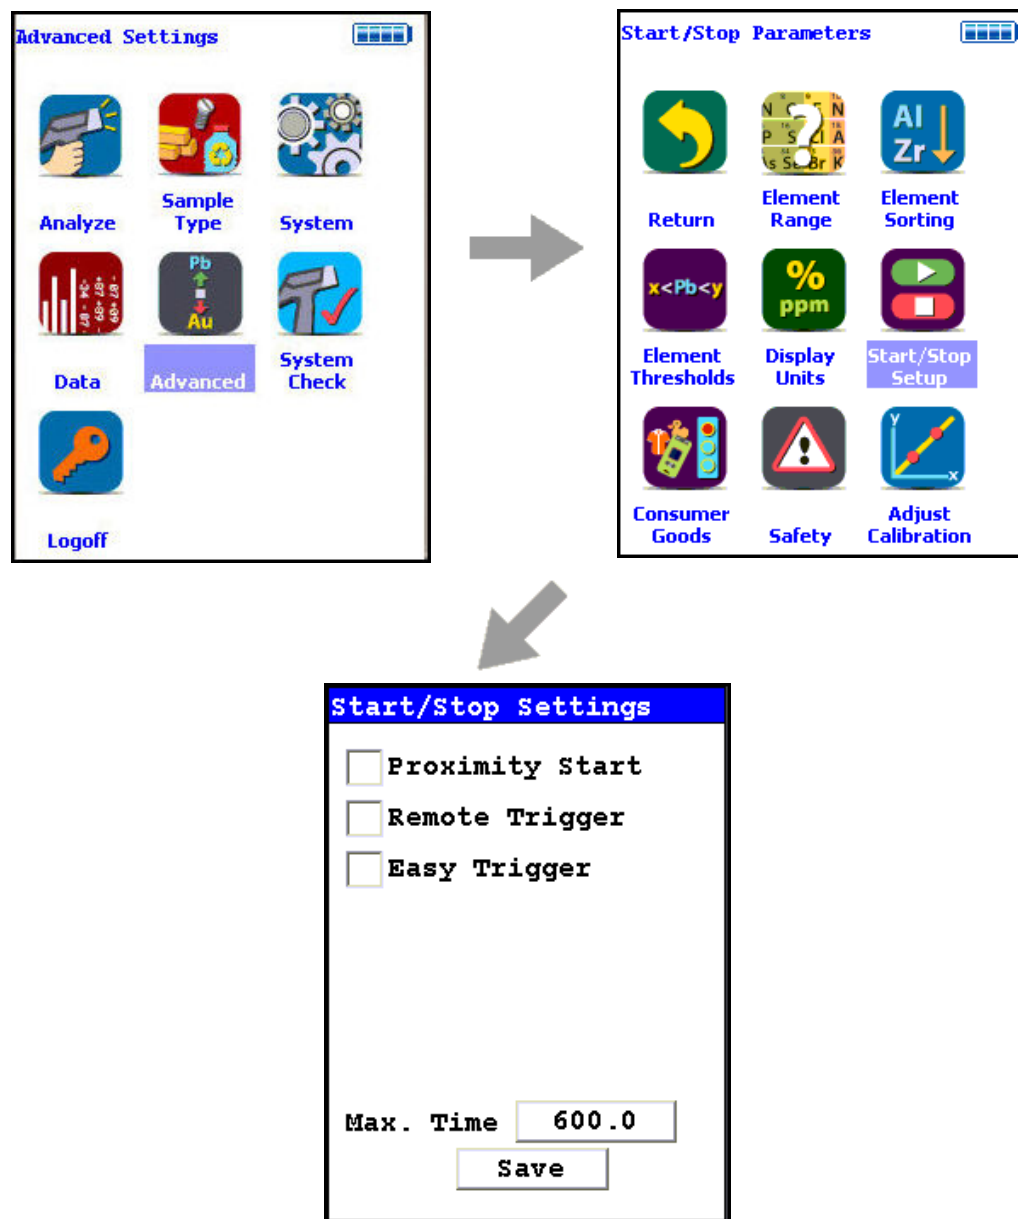 Advanced Settings
Analyze
Sample
Type
System
Pb
Au
Data
Advanced
System
Check
Logoff
Start/Stop Parameters
Return
Element
Range
Al
Zr
Element
Sorting
x<Pb<y
Element
Thresholds
%
ppm
Display
Units
Start/Stop
Setup
Consumer
Goods
?
Safety
!
y
x
Adjust
Calibration
Start/Stop Settings
Proximity Start
Remote Trigger
Easy Trigger
Max. Time 600.0
Save